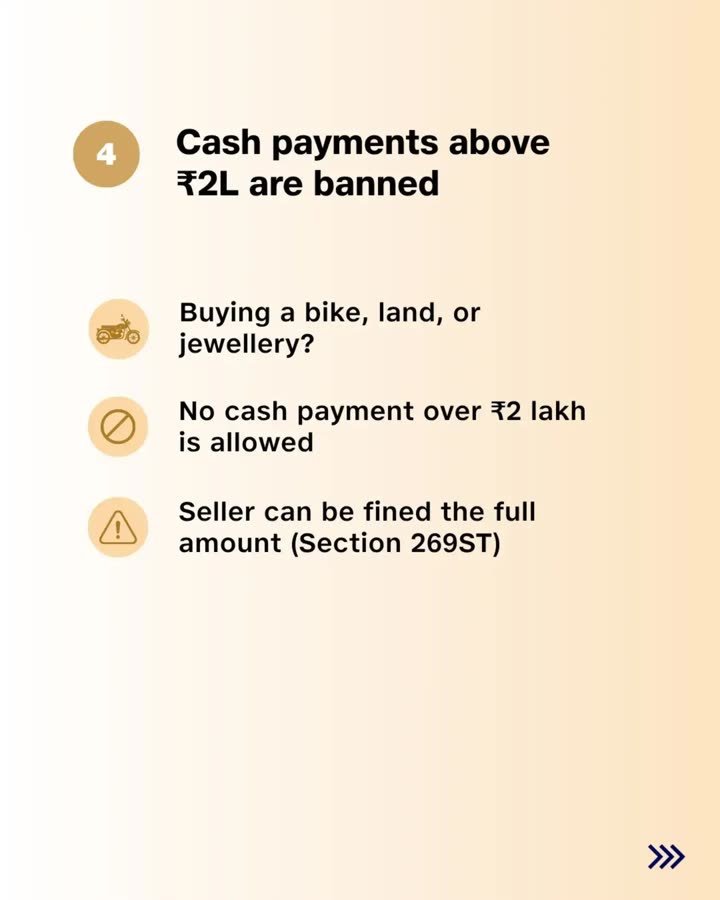 4
Cash payments above
₹2L are banned
Buying a bike, land, or
jewellery?
No cash payment over ₹2 lakh
is allowed
Seller can be fined the full
amount (Section 269ST)